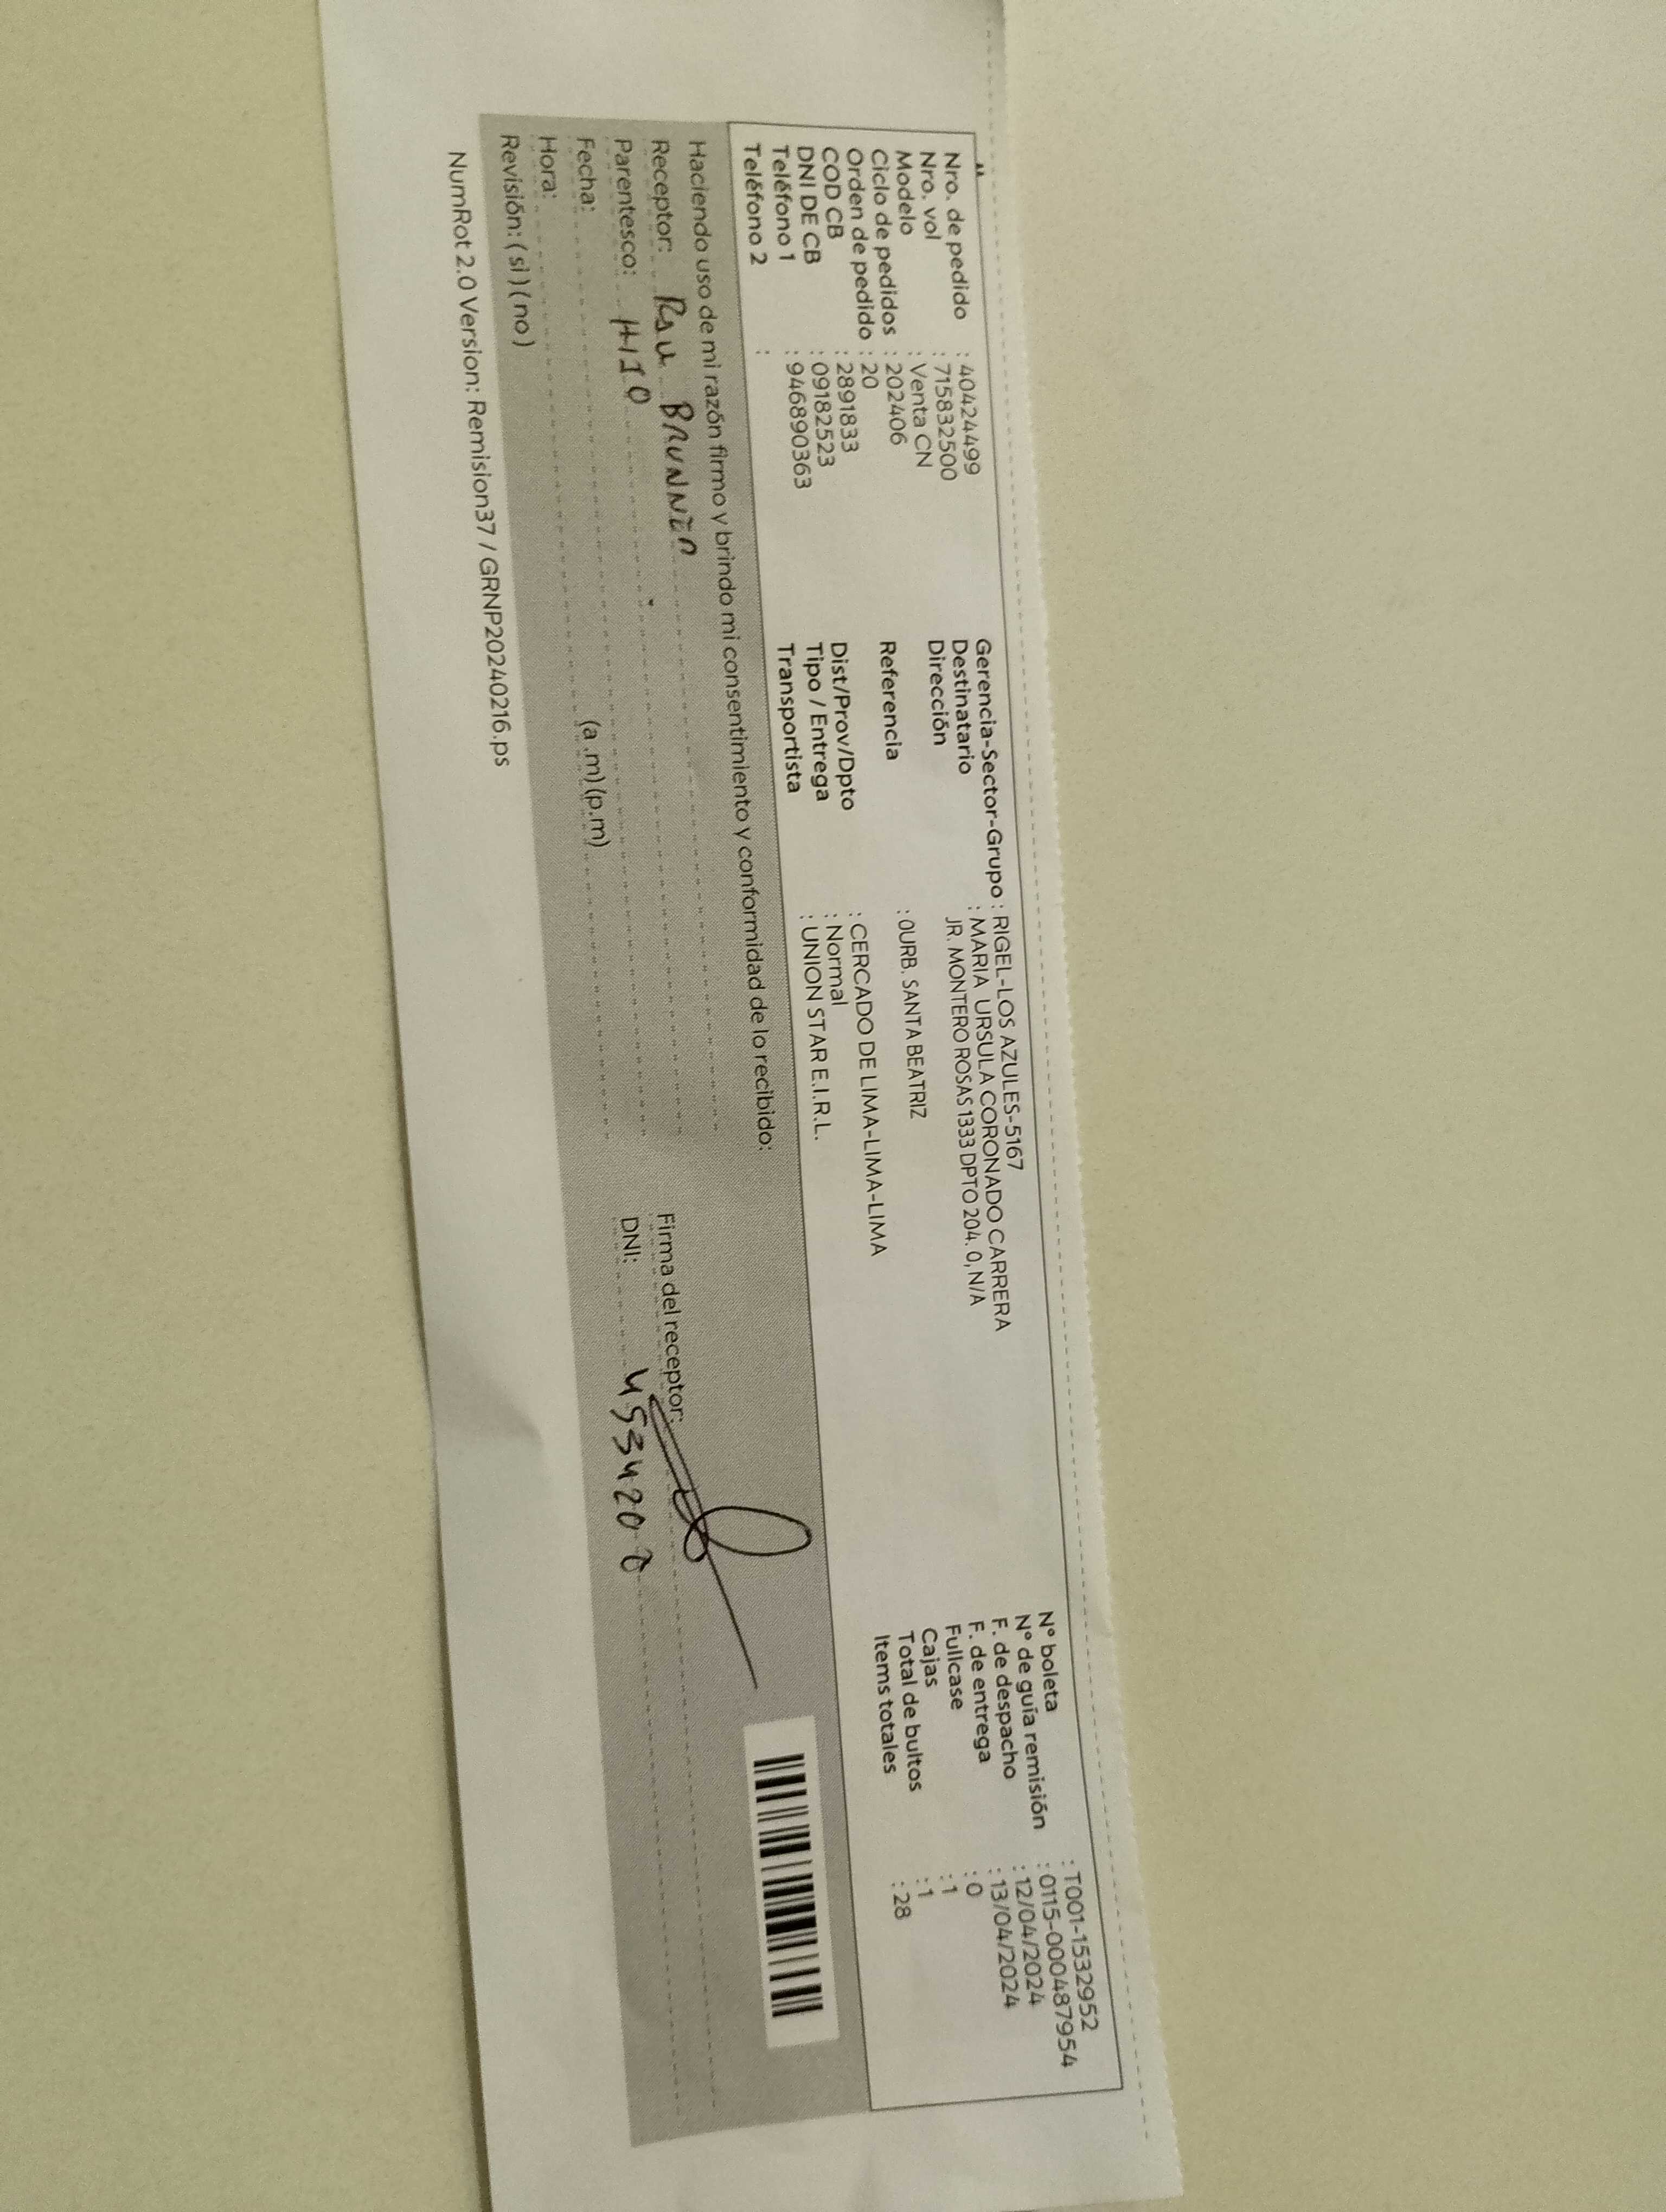 Nro. de pedido : 40424499
Nro. vol : 715832500
Modelo : Venta CN
Ciclo de pedidos : 202406
Orden de pedido : 20
COD CB : 2891833
DNI DE CB : 09182523
Teléfono 1 : 946890363
Teléfono 2 :
Gerencia-Sector-Grupo : RIGEL-LOS AZULES-5167
Destinatario : MARIA URSULA CORONADO CARRERA
Dirección JR. MONTERO ROSAS 1333 DPTO 204. 0, N/A
Referencia : 0URB. SANTA BEATRIZ
Dist/Prov/Dpto : CERCADO DE LIMA-LIMA-LIMA
Tipo / Entrega : Normal
Transportista : UNION STAR E.I.R.L.
N° boleta : T001-1532952
N° de guía remisión : 0115-000487954
F. de despacho : 12/04/2024
F. de entrega : 13/04/2024
Fullcase : 0
Cajas : 1
Total de bultos : 1
Items totales : 28
Haciendo uso de mi razón firmo y brindo mi consentimiento y conformidad de lo recibido:
Receptor: BRUNNER
Parentesco: HIJO
Fecha:
Hora: (a.m) (p.m)
Revisión: ( si ) ( no )
Firma del receptor:
DNI:
NumRot 2.0 Version: Remision37 / GRNP20240216.ps